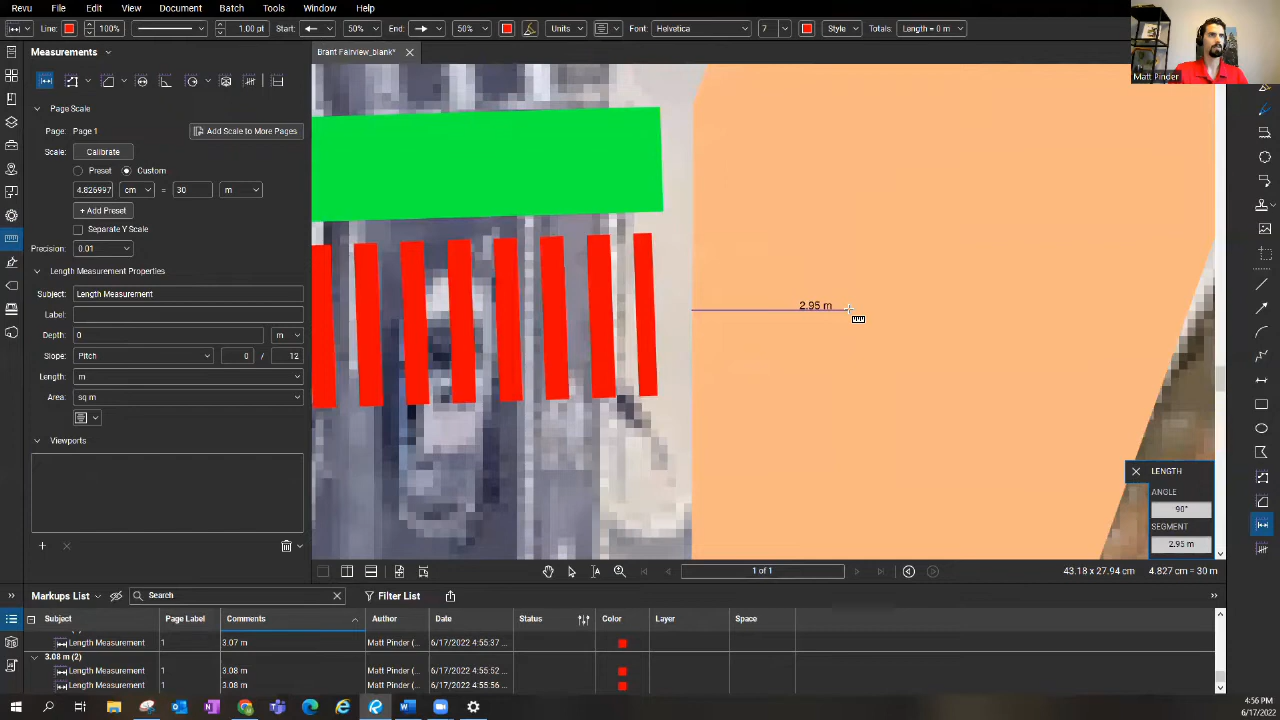 Revu File Edit View Document Batch Tools Window Help
Line: 100% 1.00 pt Start: 50% End: 50% Units Font: Helvetica 7 Style Totals: Length = 0 m
Measurements
Brant Fairview_blank*
Matt Pinder
Page Scale
Page: Page 1 Add Scale to More Pages
Scale: Calibrate
Preset Custom
4.826997 cm = 30 m
+ Add Preset
Separate Y Scale
Precision: 0.01
Length Measurement Properties
Subject: Length Measurement
Label:
Depth: 0 m
Slope: Pitch 0 / 12
Length: m
Area: sq m
Viewports
2.95 m
LENGTH
ANGLE
90°
SEGMENT
2.95 m
1 of 1
43.18 x 27.94 cm 4.827 cm = 30 m
Markups List Search Filter List
Subject Page Label Comments Author Date Status Color Layer Space
Length Measurement 1 3.07 m Matt Pinder (... 6/17/2022 4:55:37 ...
3.08 m (2)
Length Measurement 1 3.08 m Matt Pinder (... 6/17/2022 4:55:52 ...
Length Measurement 1 3.08 m Matt Pinder (... 6/17/2022 4:55:56 ...
4:56 PM
6/17/2022